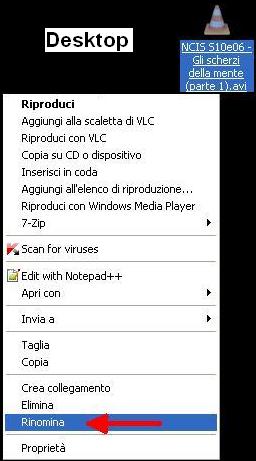 Desktop
NCIS S10e06 -
Gli scherzi
della mente
(parte 1).avi
Riproduci
Aggiungi alla scaletta di VLC
Riproduci con VLC
Copia su CD o dispositivo
Inserisci in coda
Aggiungi all'elenco di riproduzione...
Riproduci con Windows Media Player
7-Zip
Scan for viruses
Edit with Notepad++
Apri con
Invia a
Taglia
Copia
Crea collegamento
Elimina
Rinomina
Proprietà